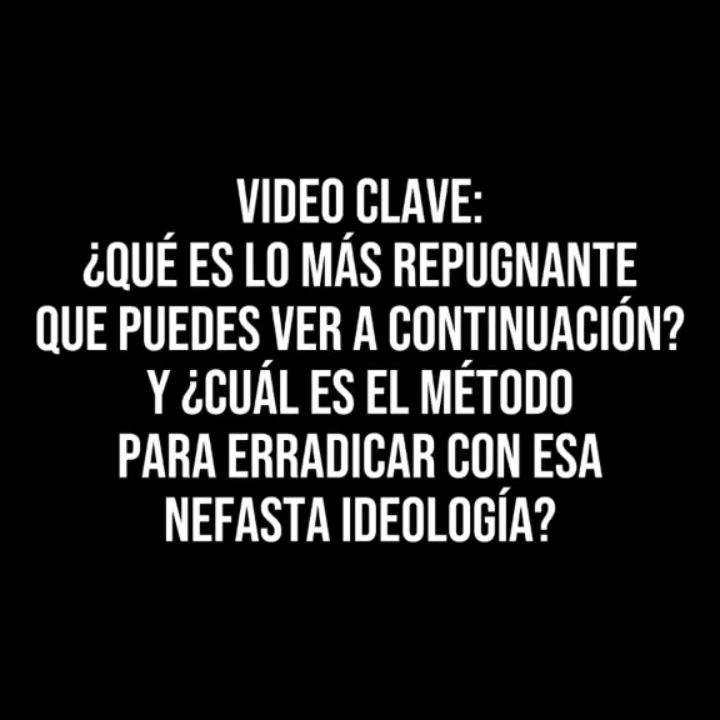 VIDEO CLAVE:
¿QUÉ ES LO MÁS REPUGNANTE
QUE PUEDES VER A CONTINUACIÓN?
Y ¿CUÁL ES EL MÉTODO
PARA ERRADICAR CON ESA
NEFASTA IDEOLOGÍA?